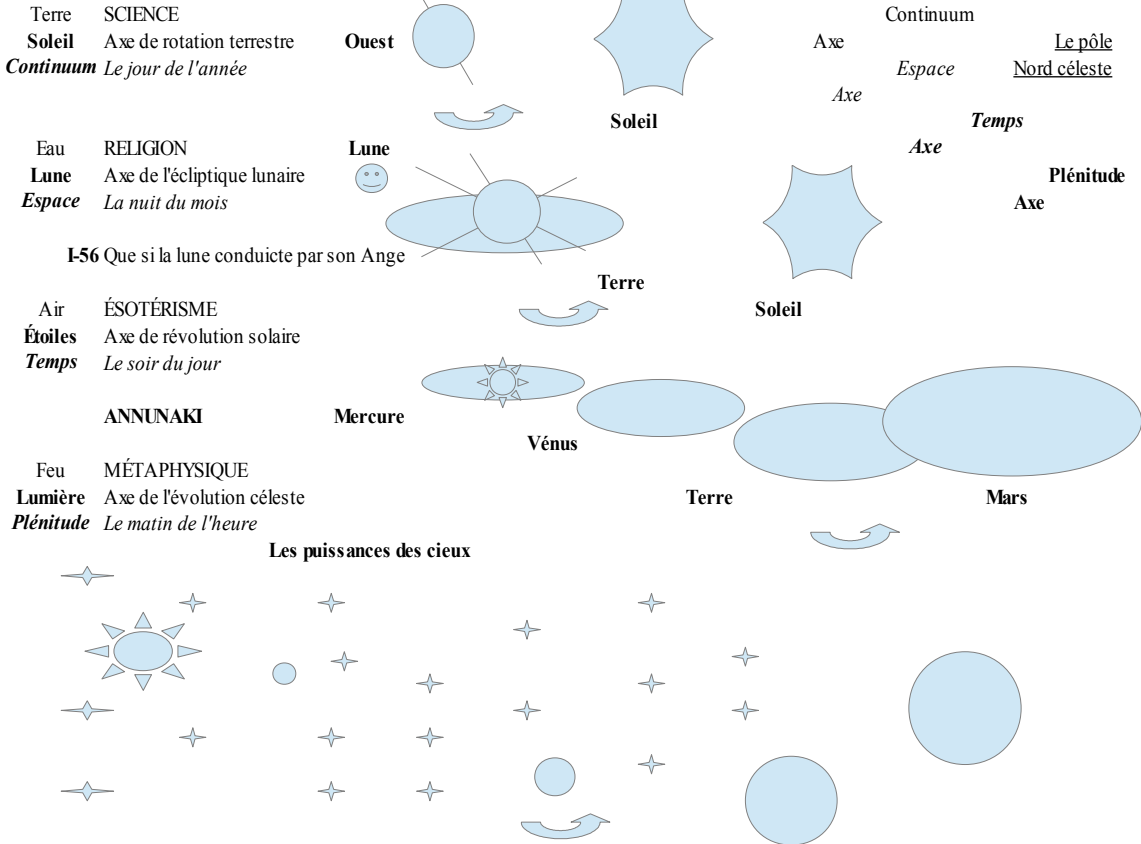 Terre SCIENCE Continuum
Soleil Axe de rotation terrestre Ouest Axe Le pôle
Continuum Le jour de l'année Espace Nord céleste
Axe
Soleil Temps
Eau RELIGION Lune Axe
Lune Axe de l'écliptique lunaire Plénitude
Espace La nuit du mois Axe
I-56 Que si la lune conduicte par son Ange
Terre
Air ÉSOTÉRISME Soleil
Étoiles Axe de révolution solaire
Temps Le soir du jour
ANNUNAKI Mercure
Vénus
Feu MÉTAPHYSIQUE
Lumière Axe de l'évolution céleste Terre Mars
Plénitude Le matin de l'heure
Les puissances des cieux